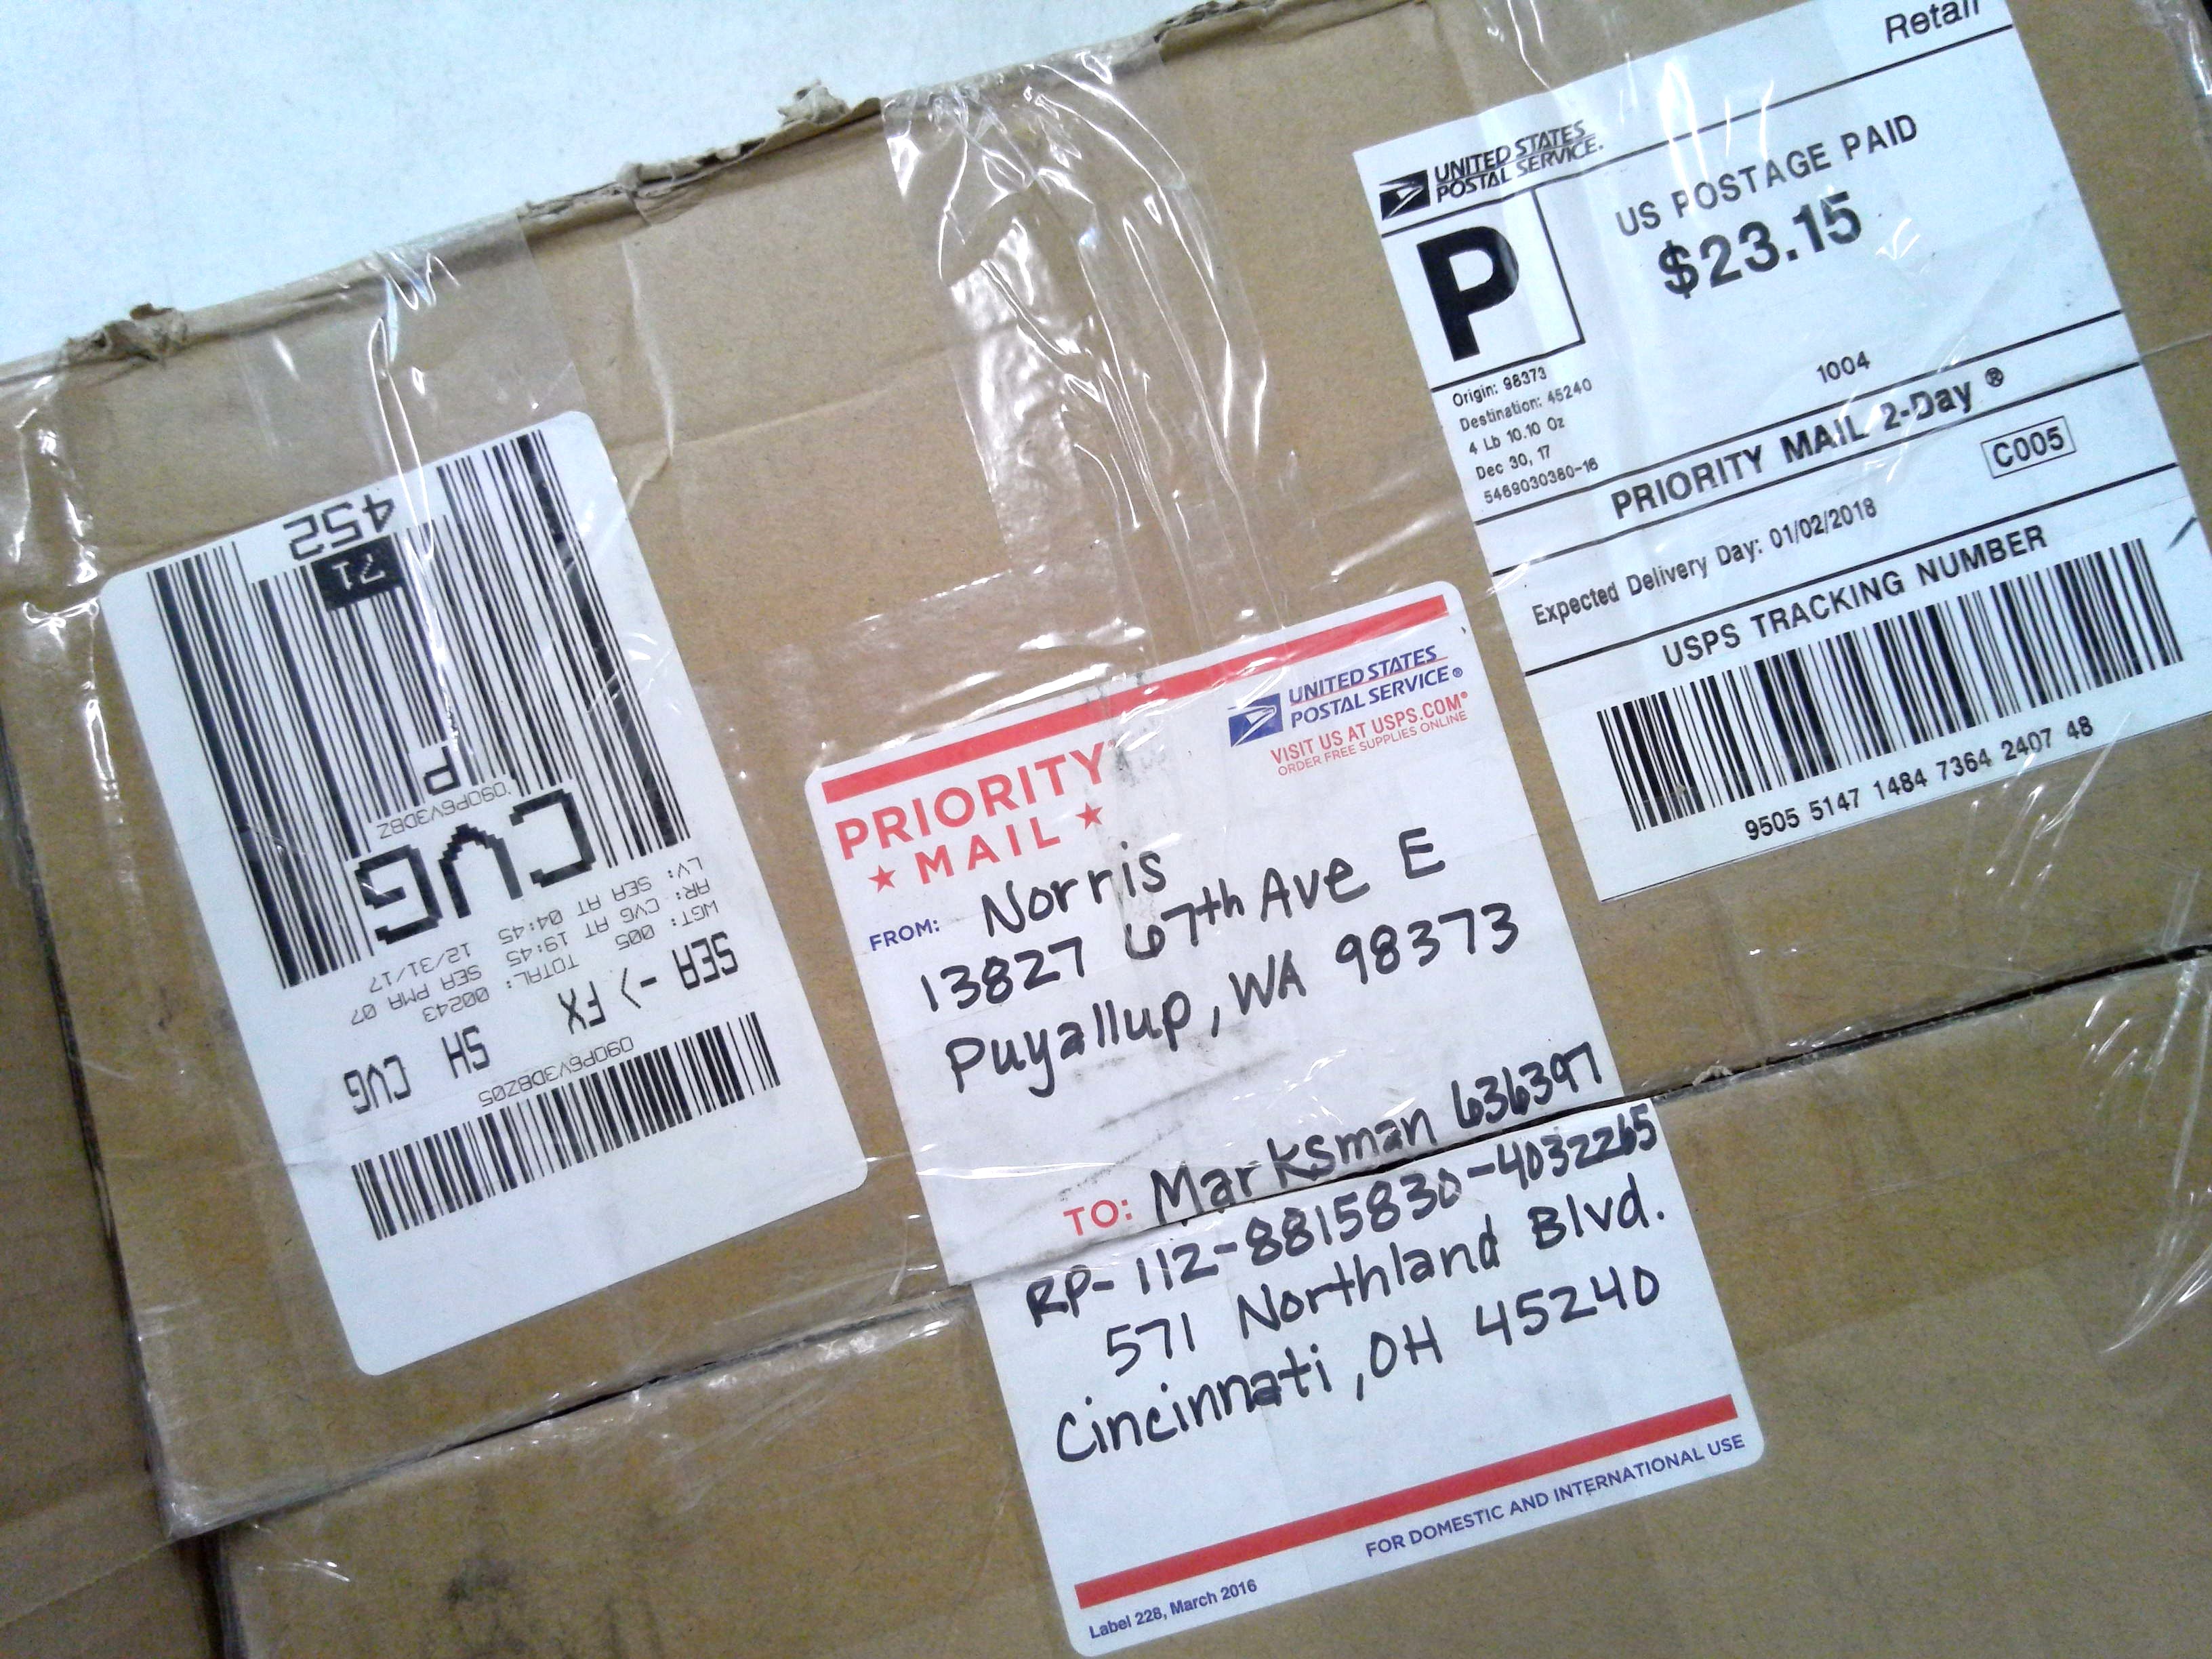 Retail
UNITED STATES
POSTAL SERVICE.
P
US POSTAGE PAID
$23.15
Origin: 98373
Destination: 45240
4 Lb 10.10 Oz
Dec 30, 17
5469030380-16
1004
PRIORITY MAIL 2-Day ®
C005
Expected Delivery Day: 01/02/2018
USPS TRACKING NUMBER
9505 5147 1484 7364 2407 48
UNITED STATES
POSTAL SERVICE®
VISIT US AT USPS.COM®
ORDER FREE SUPPLIES ONLINE
PRIORITY
★ MAIL ★
FROM: Norris
13827 67th Ave E
Puyallup, WA 98373
TO: Marksman 636397
RP-112-8815830-4032265
571 Northland Blvd.
Cincinnati, OH 45240
FOR DOMESTIC AND INTERNATIONAL USE
Label 228, March 2016
090P6V3DBZ05
SEA -> FX SH CVG
WGT: 005 TOTAL: 00243
AR: CVG AT 19:45 SEA PMA 07
LV: SEA AT 04:45 12/31/17
CVG
'090P6V3DBZ
P
71
452